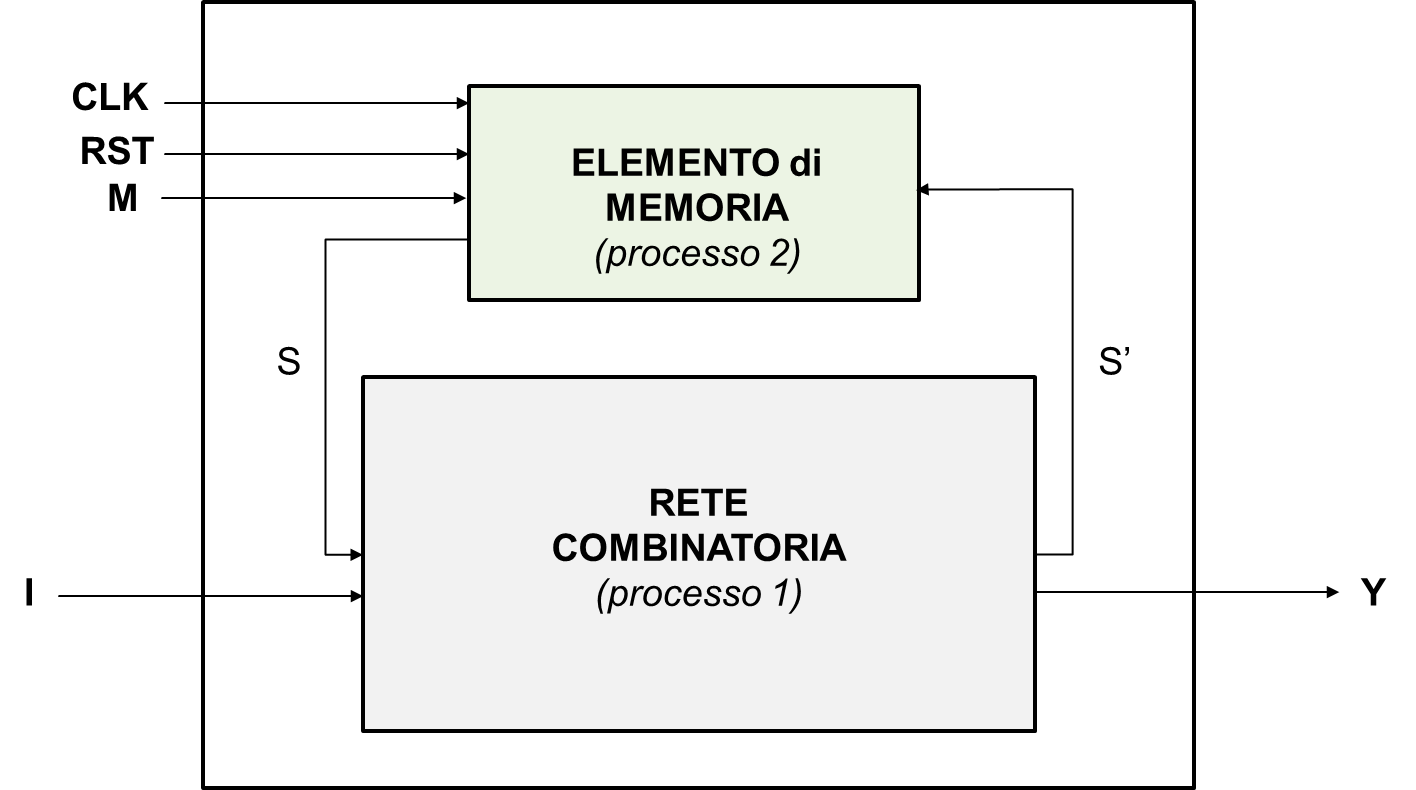 CLK
RST
M
ELEMENTO di
MEMORIA
(processo 2)
S
S’
RETE
COMBINATORIA
(processo 1)
I
Y